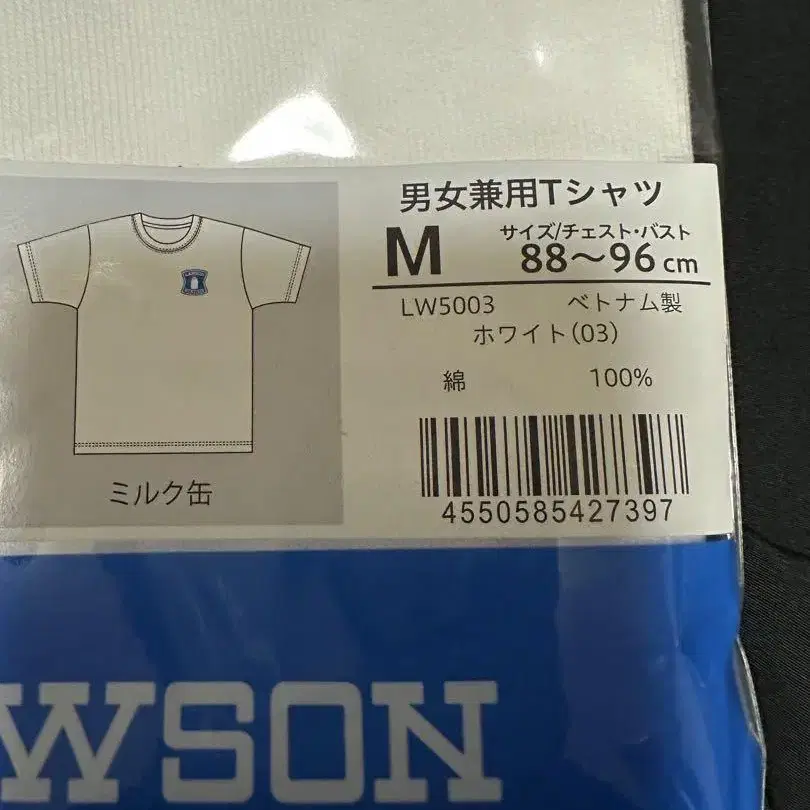 男女兼用Tシャツ
M
サイズ/チェスト・バスト
88〜96cm
LW5003 ベトナム製
ホワイト(03)
綿 100%
4550585427397
ミルク缶
WSON